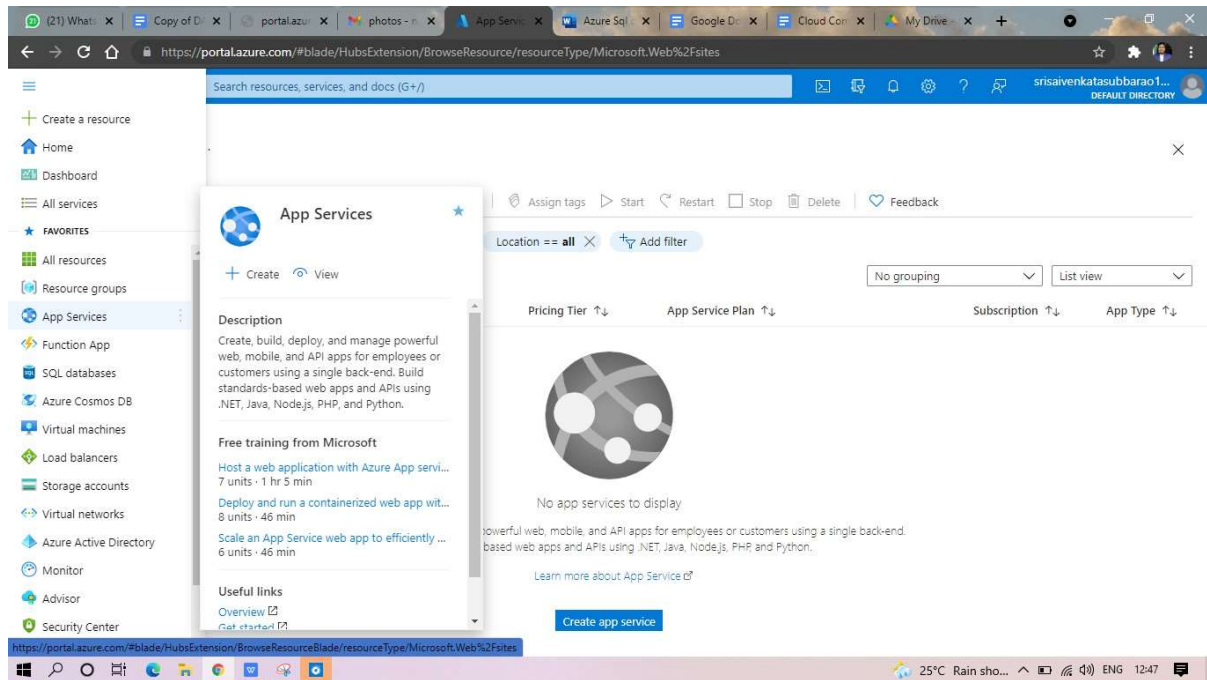 (21) Whats
Copy of D
portal.azur
photos - n
App Servic
Azure Sql
Google D
Cloud Con
My Drive -
https://portal.azure.com/#blade/HubsExtension/BrowseResource/resourceType/Microsoft.Web%2Fsites
Search resources, services, and docs (G+/)
srisaivenkatasubbarao1...
DEFAULT DIRECTORY
Create a resource
Home
Dashboard
All services
FAVORITES
All resources
Resource groups
App Services
Function App
SQL databases
Azure Cosmos DB
Virtual machines
Load balancers
Storage accounts
Virtual networks
Azure Active Directory
Monitor
Advisor
Security Center
App Services
Create View
Description
Create, build, deploy, and manage powerful
web, mobile, and API apps for employees or
customers using a single back-end. Build
standards-based web apps and APIs using
.NET, Java, Node.js, PHP, and Python.
Free training from Microsoft
Host a web application with Azure App servi...
7 units · 1 hr 5 min
Deploy and run a containerized web app wit...
8 units · 46 min
Scale an App Service web app to efficiently ...
6 units · 46 min
Useful links
Overview
Get started
Assign tags Start Restart Stop Delete Feedback
Location == all Add filter
No grouping List view
Pricing Tier App Service Plan Subscription App Type
No app services to display
powerful web, mobile, and API apps for employees or customers using a single back-end.
based web apps and APIs using .NET, Java, Node.js, PHP, and Python.
Learn more about App Service
Create app service
https://portal.azure.com/#blade/HubsExtension/BrowseResourceBlade/resourceType/Microsoft.Web%2Fsites
25°C Rain sho... ENG 12:47